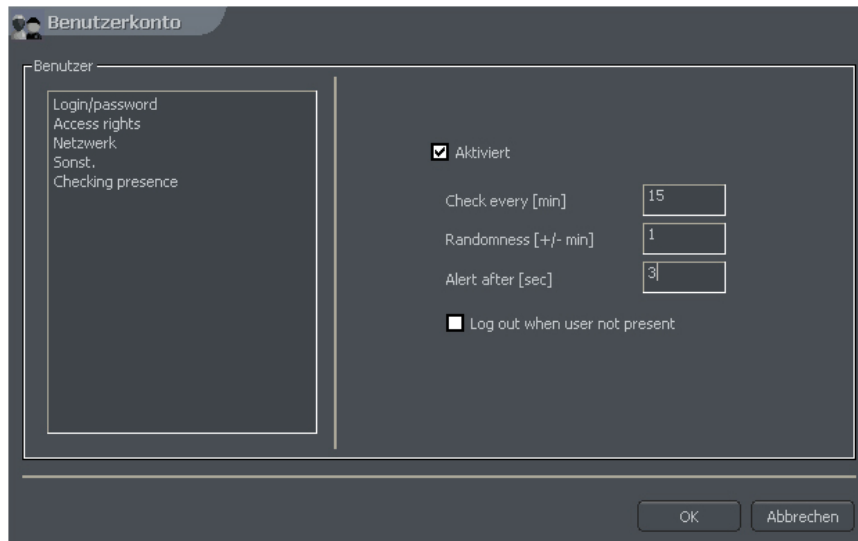 Benutzerkonto
Benutzer
Login/password
Access rights
Netzwerk
Sonst.
Checking presence
Aktiviert
Check every [min] 15
Randomness [+/- min] 1
Alert after [sec] 3
Log out when user not present
OK Abbrechen